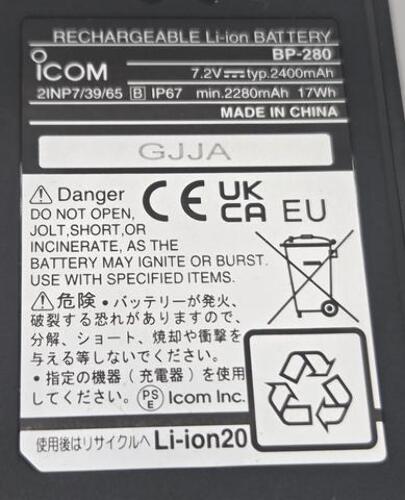 RECHARGEABLE Li-ion BATTERY
BP-280
ICOM
7.2V⎓typ.2400mAh
2INP7/39/65 B IP67 min.2280mAh 17Wh
MADE IN CHINA
GJJA
⚠ Danger
DO NOT OPEN,
JOLT,SHORT,OR
INCINERATE, AS THE
BATTERY MAY IGNITE OR BURST.
USE WITH SPECIFIED ITEMS.
CE UK
CA EU
⚠危険・バッテリーが発火、
破裂する恐れがありますので、
分解、ショート、焼却や衝撃を
与える等しないでください。
・指定の機器（充電器）を使用
してください。 PS
E Icom Inc.
使用後はリサイクルへ Li-ion20